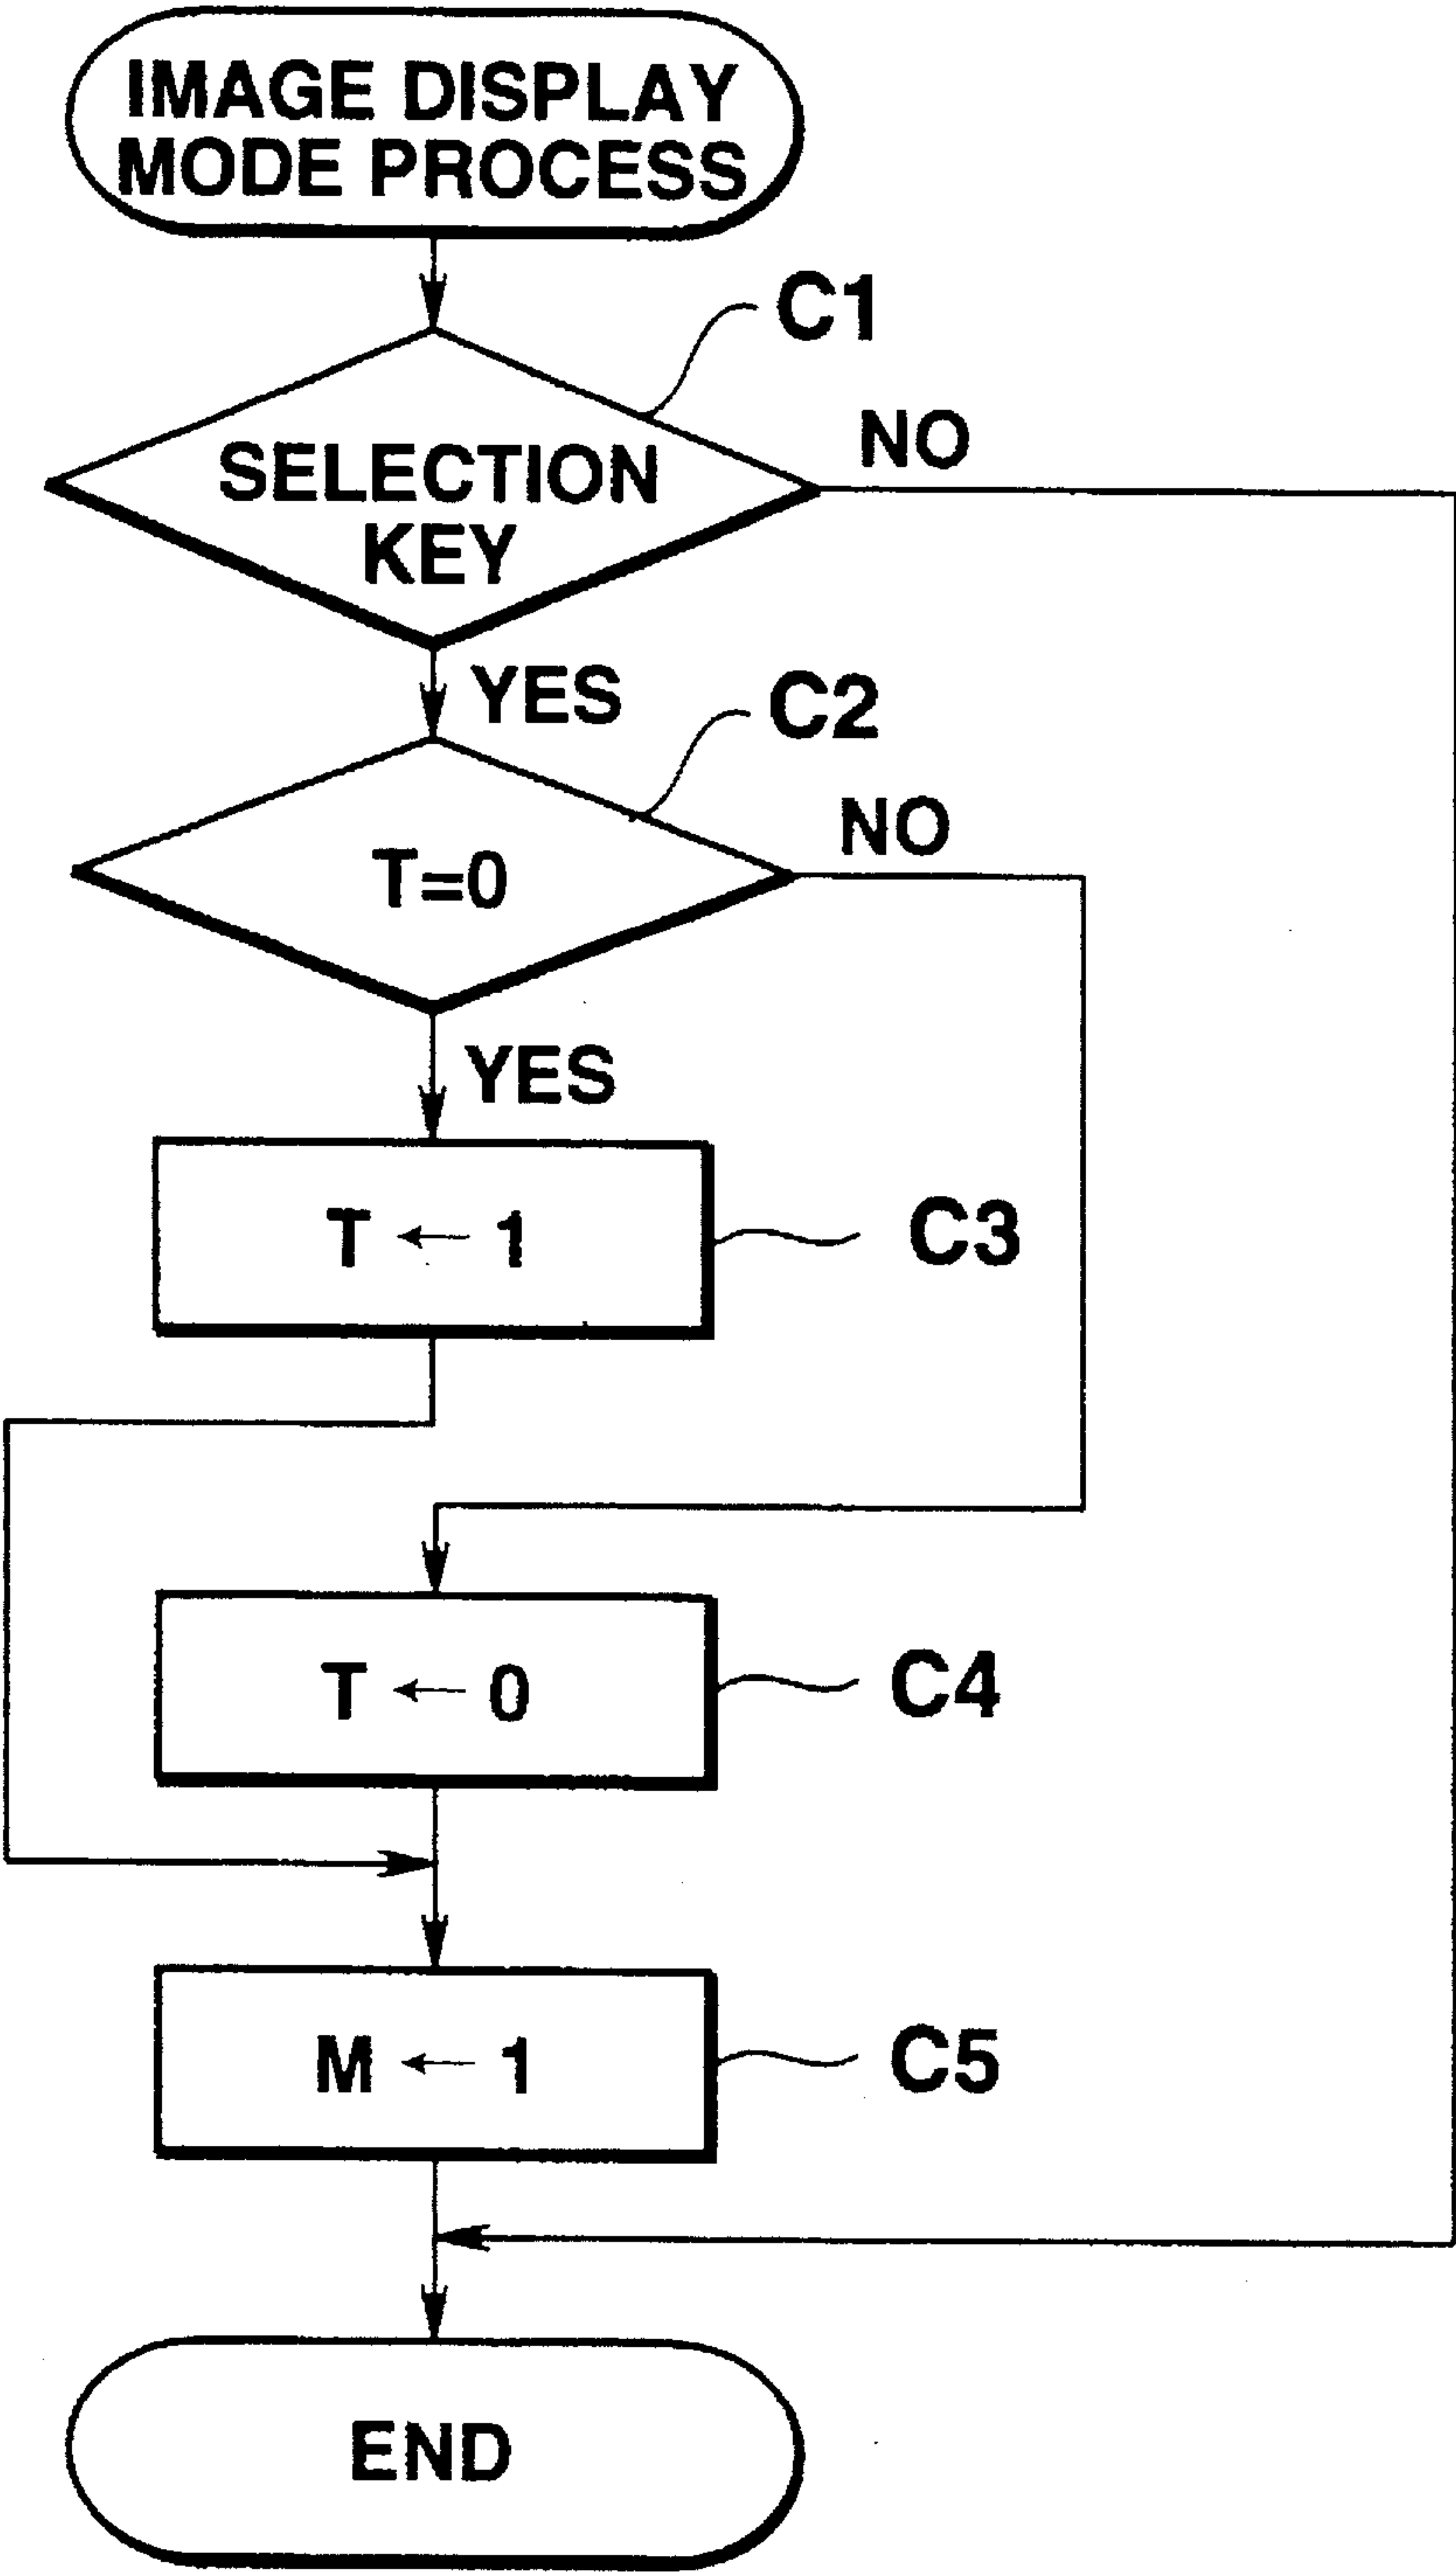 IMAGE DISPLAY
MODE PROCESS
C1
NO
SELECTION
KEY
YES
C2
NO
T=0
YES
T ← 1
C3
T ← 0
C4
M ← 1
C5
END